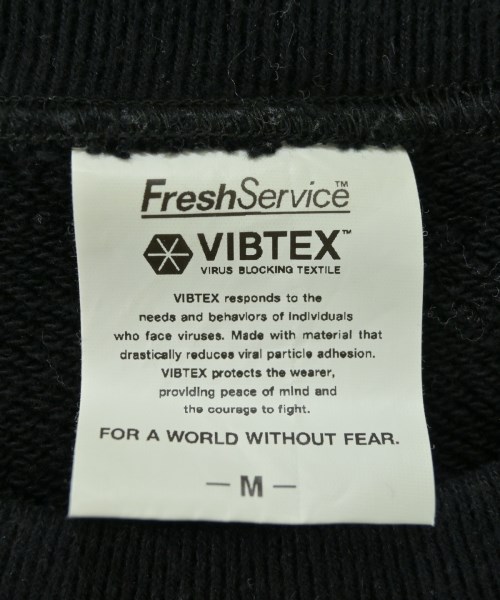 FreshService™
VIBTEX™
VIRUS BLOCKING TEXTILE
VIBTEX responds to the
needs and behaviors of individuals
who face viruses. Made with material that
drastically reduces viral particle adhesion.
VIBTEX protects the wearer,
providing peace of mind and
the courage to fight.
FOR A WORLD WITHOUT FEAR.
— M —